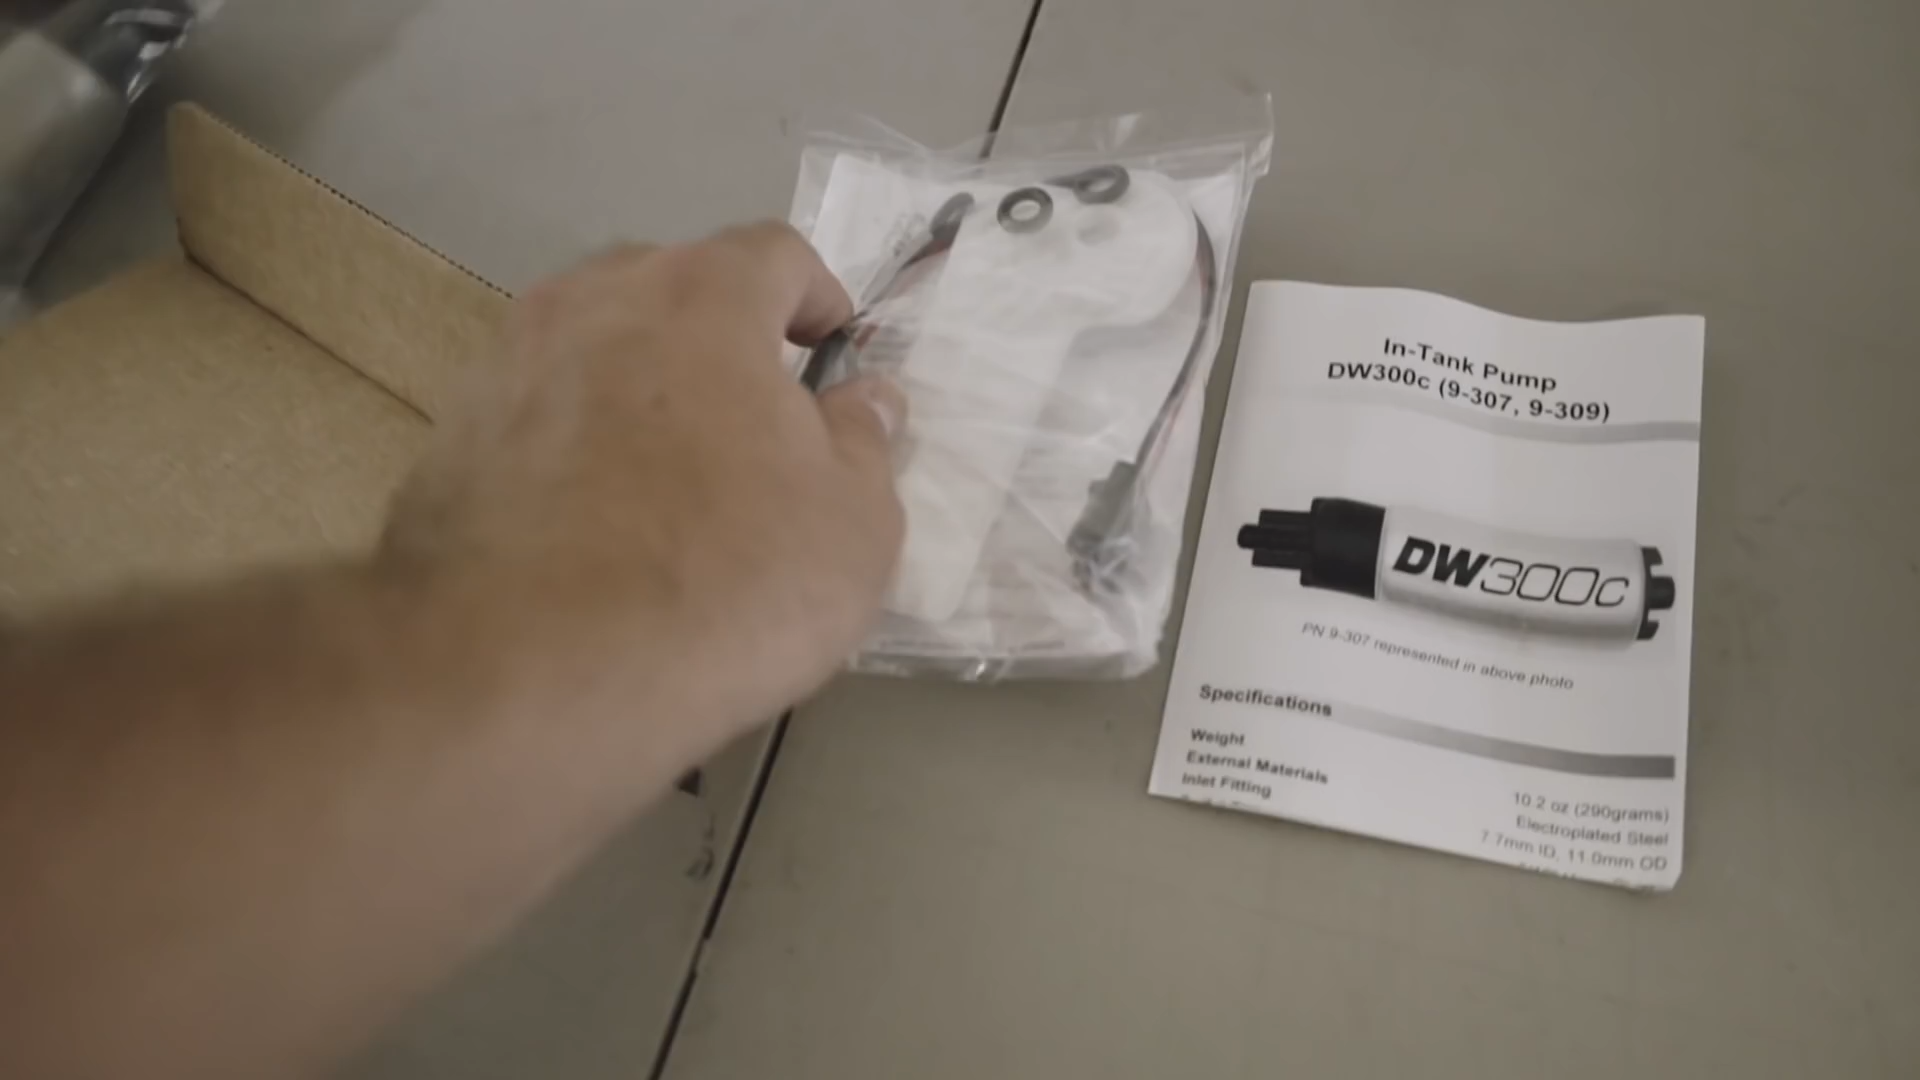 In-Tank Pump
DW300c (9-307, 9-309)
DW300c
PN 9-307 represented in above photo
Specifications
Weight
10.2 oz (290grams)
External Materials
Electroplated Steel
Inlet Fitting
7.7mm ID, 11.0mm OD